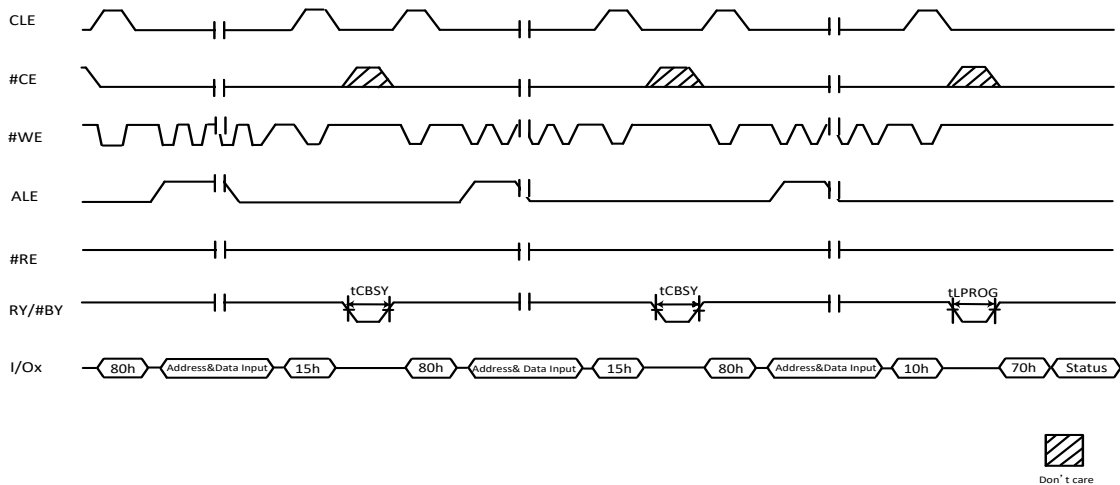 CLE
#CE
#WE
ALE
#RE
tCBSY tCBSY tLPROG
RY/#BY
I/Ox 80h Address&Data Input 15h 80h Address& Data Input 15h 80h Address&Data Input 10h 70h Status
Don't care